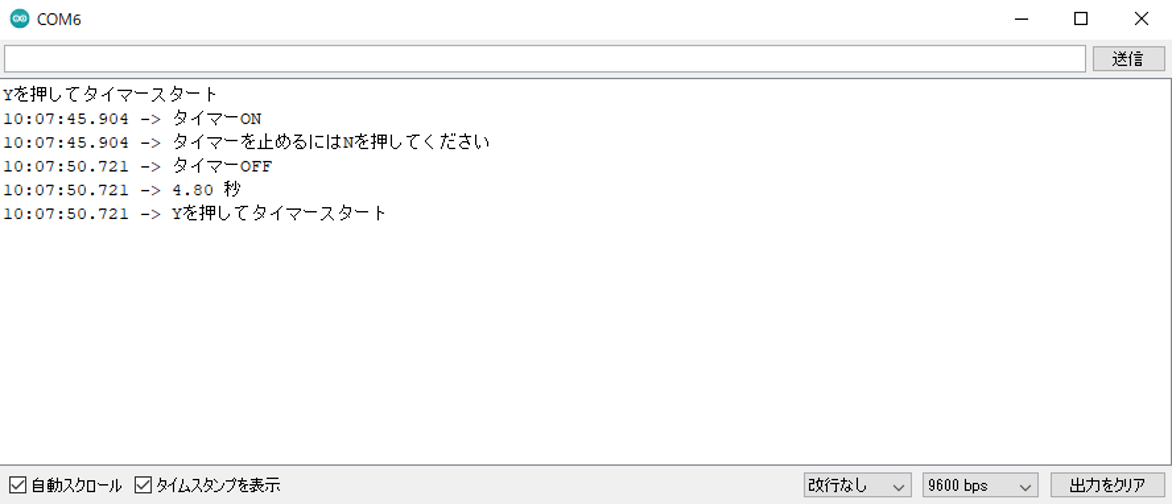 COM6
送信
Yを押してタイマースタート
10:07:45.904 -> タイマーON
10:07:45.904 -> タイマーを止めるにはNを押してください
10:07:50.721 -> タイマーOFF
10:07:50.721 -> 4.80 秒
10:07:50.721 -> Yを押してタイマースタート
自動スクロール タイムスタンプを表示 改行なし 9600 bps 出力をクリア